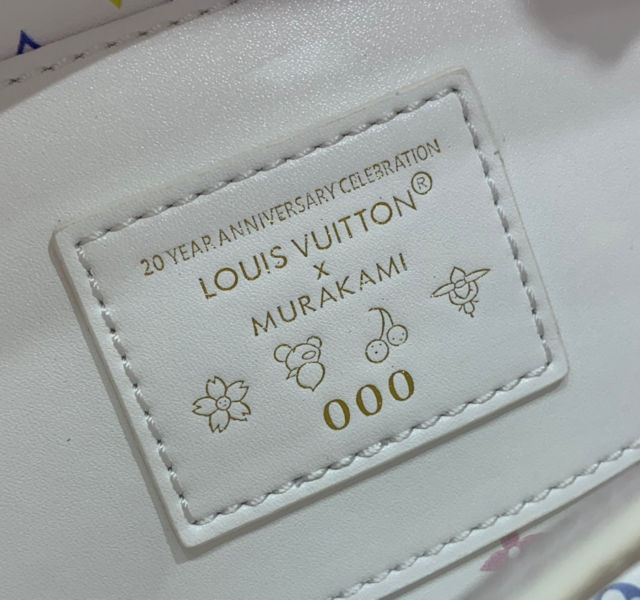 20 YEAR ANNIVERSARY CELEBRATION
LOUIS VUITTON®
x
MURAKAMI
000